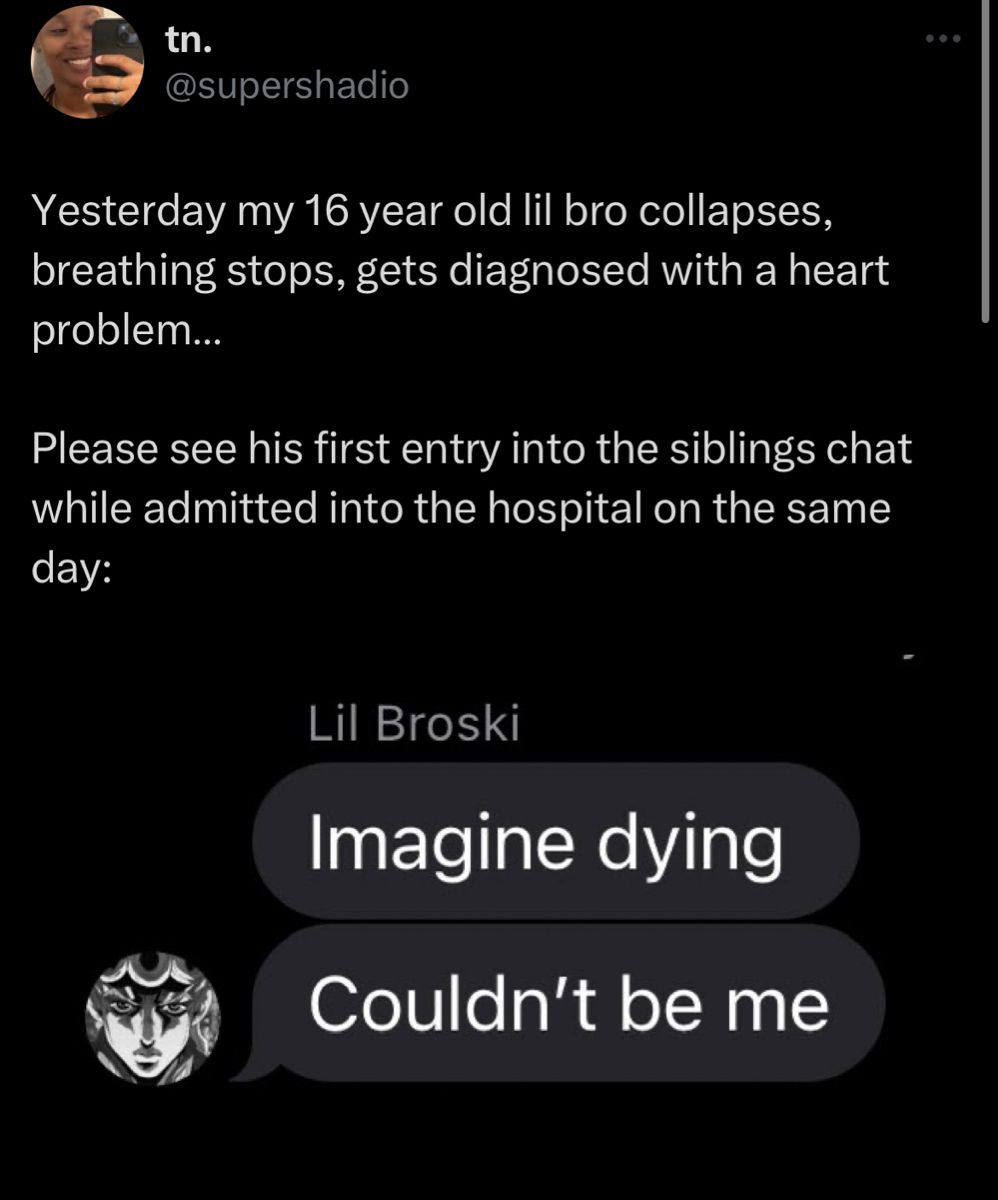 tn.
@supershadio
Yesterday my 16 year old lil bro collapses,
breathing stops, gets diagnosed with a heart
problem...
Please see his first entry into the siblings chat
while admitted into the hospital on the same
day:
Lil Broski
Imagine dying
Couldn’t be me